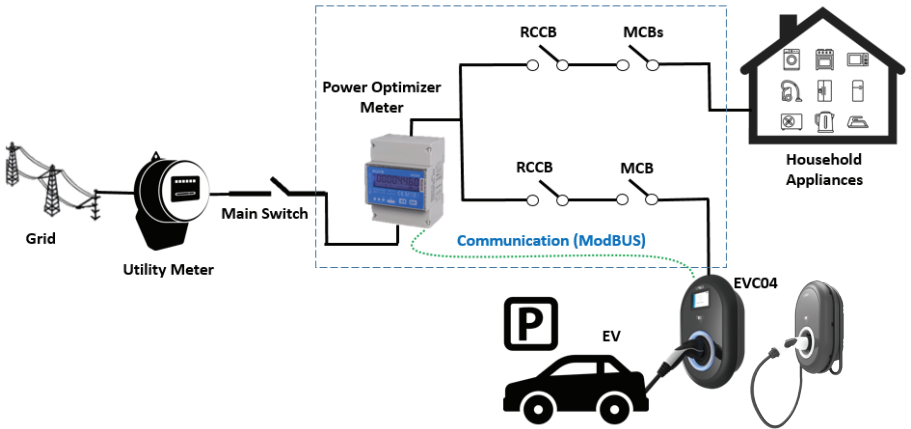 RCCB
MCBs
Power Optimizer
Meter
Household
Appliances
RCCB
MCB
Main Switch
Grid
Utility Meter
Communication (ModBUS)
EVC04
P
EV